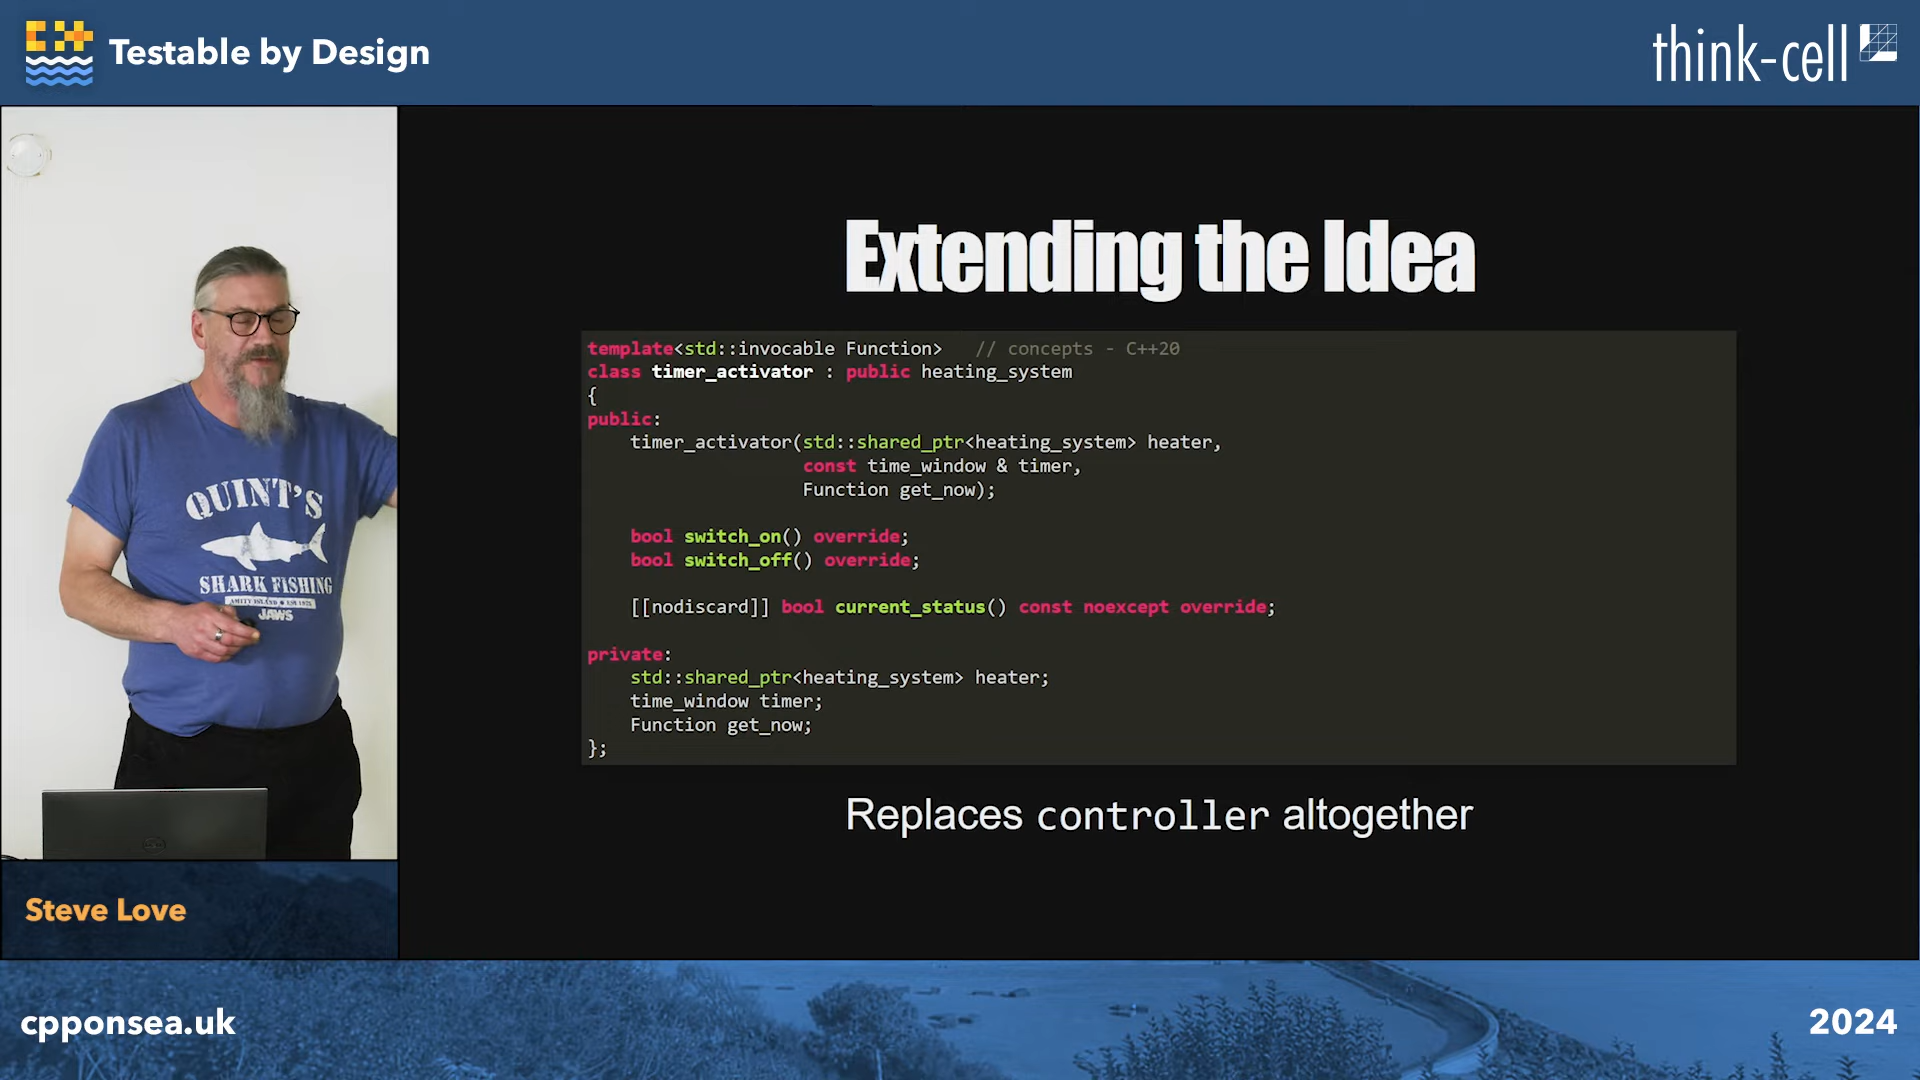 Testable by Design
think-cell
Extending the Idea
template<std::invocable Function>   // concepts - C++20
class timer_activator : public heating_system
{
public:
    timer_activator(std::shared_ptr<heating_system> heater,
                    const time_window & timer,
                    Function get_now);
    bool switch_on() override;
    bool switch_off() override;
    [[nodiscard]] bool current_status() const noexcept override;
private:
    std::shared_ptr<heating_system> heater;
    time_window timer;
    Function get_now;
};
Replaces controller altogether
QUINT'S
SHARK FISHING
JAWS
Steve Love
cpponsea.uk
2024